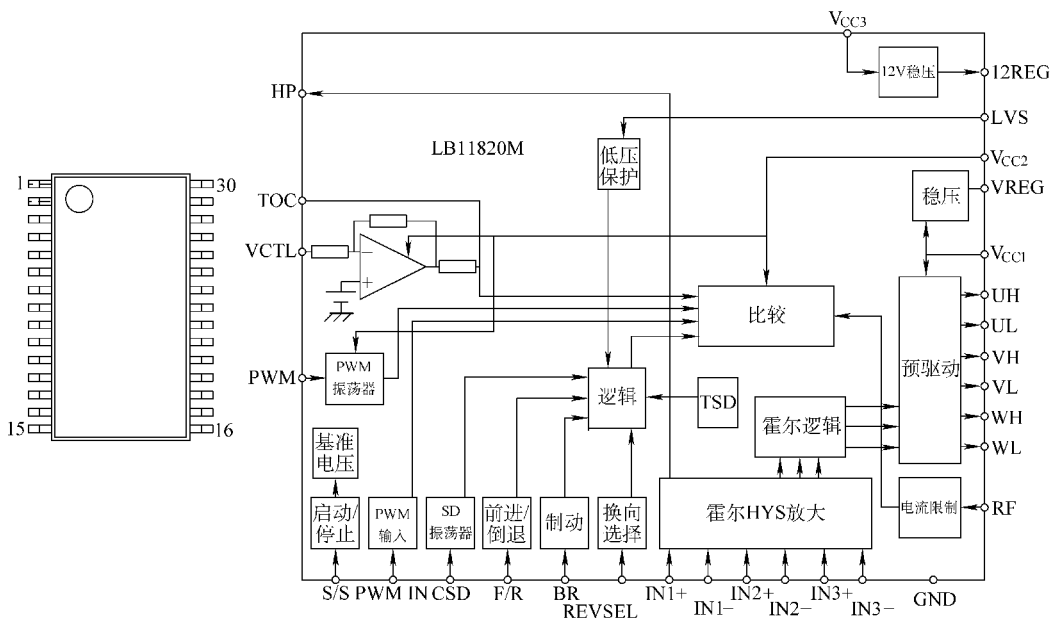 V_CC3
12V稳压
12REG
HP
LVS
LB11820M
低压
保护
V_CC2
1
30
稳压
VREG
TOC
VCTL
V_CC1
−
+
比较
UH
UL
VH
VL
WH
WL
预驱动
PWM
PWM
振荡器
逻辑
TSD
霍尔逻辑
15
16
基准
电压
启动/
停止
PWM
输入
SD
振荡器
前进/
倒退
制动
换向
选择
霍尔HYS放大
电流限制
RF
S/S
PWM IN
CSD
F/R
BR
REVSEL
IN1+
IN1−
IN2+
IN2−
IN3+
IN3−
GND